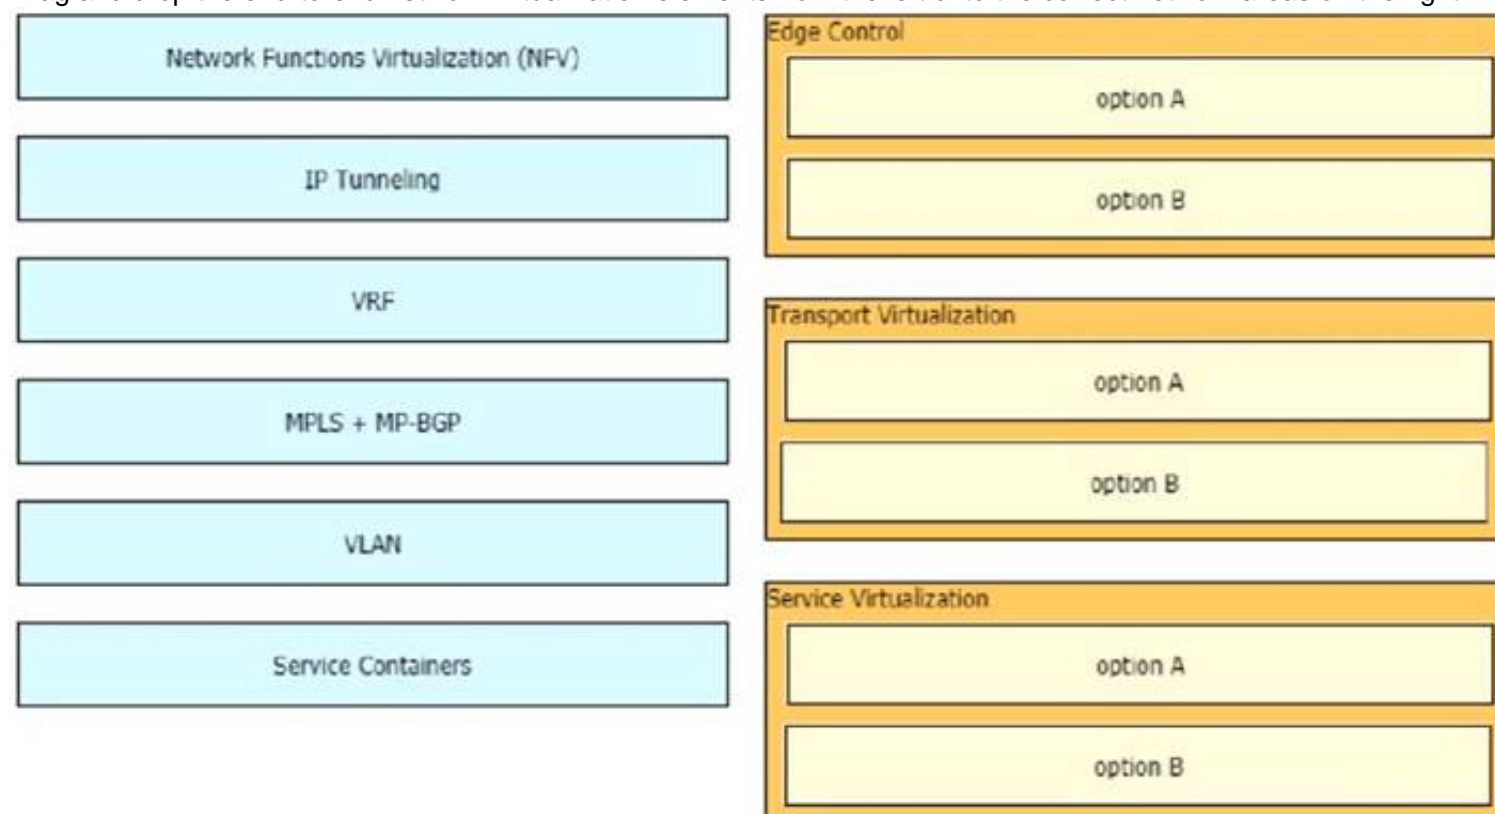 Network Functions Virtualization (NFV)
IP Tunneling
VRF
MPLS + MP-BGP
VLAN
Service Containers
Edge Control
option A
option B
Transport Virtualization
option A
option B
Service Virtualization
option A
option B